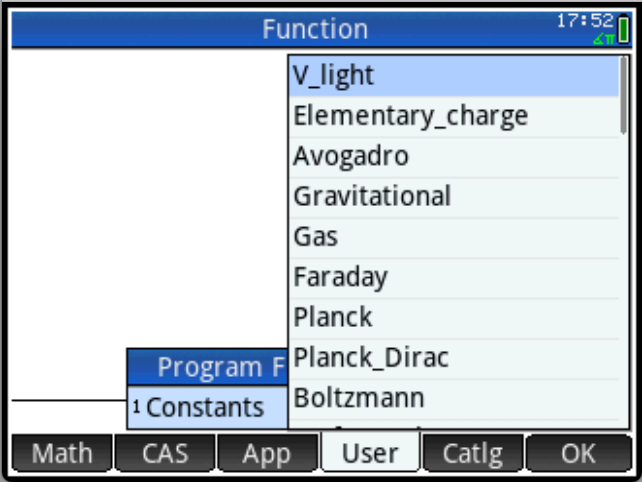 Function
17:52
∡π
V_light
Elementary_charge
Avogadro
Gravitational
Gas
Faraday
Planck
Planck_Dirac
Boltzmann
Program F
1 Constants
Math CAS App User Catlg OK